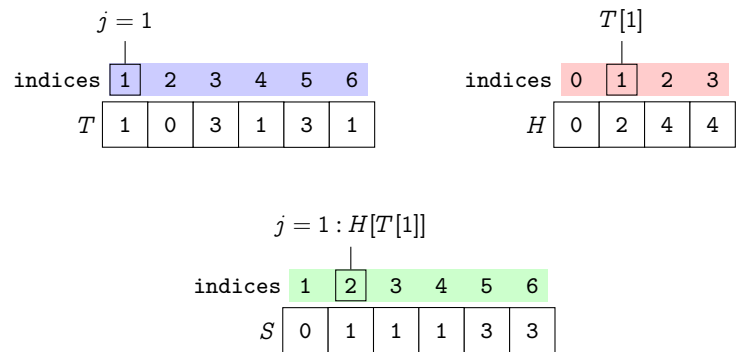 j = 1
T[1]
indices 1 2 3 4 5 6
T 1 0 3 1 3 1
indices 0 1 2 3
H 0 2 4 4
j = 1 : H[T[1]]
indices 1 2 3 4 5 6
S 0 1 1 1 3 3